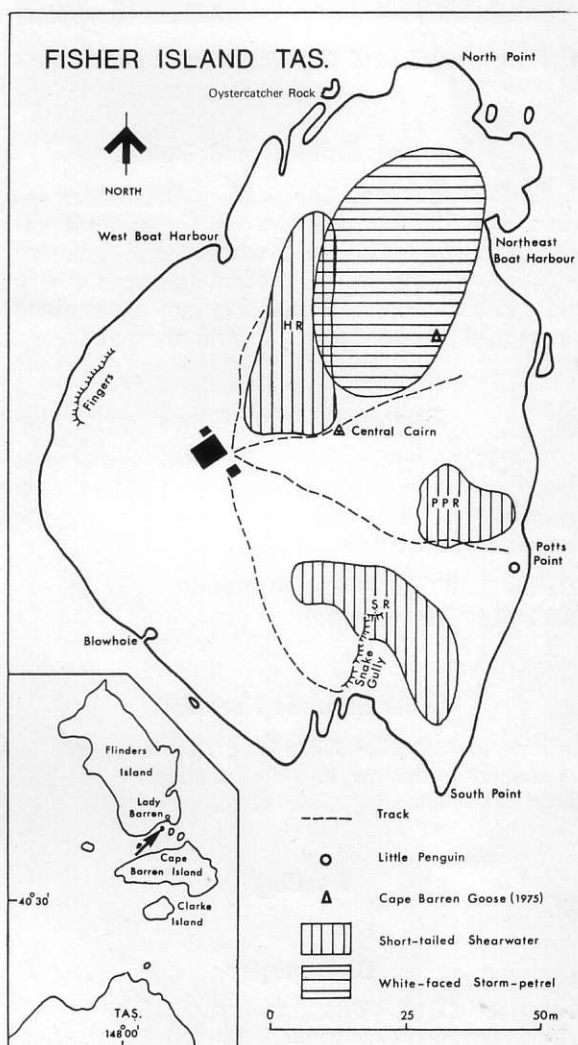 FISHER ISLAND TAS.
North Point
Oystercatcher Rock
NORTH
West Boat Harbour
Northeast
Boat Harbour
HR
Fingers
Central Cairn
PPR
Potts
Point
SR
Snake
Gully
Blowhole
South Point
Flinders
Island
Lady
Barren
Cape
Barren Island
Clarke
Island
40°30'
TAS.
148°00'
Track
Little Penguin
Cape Barren Goose (1975)
Short-tailed Shearwater
White-faced Storm-petrel
0 25 50m